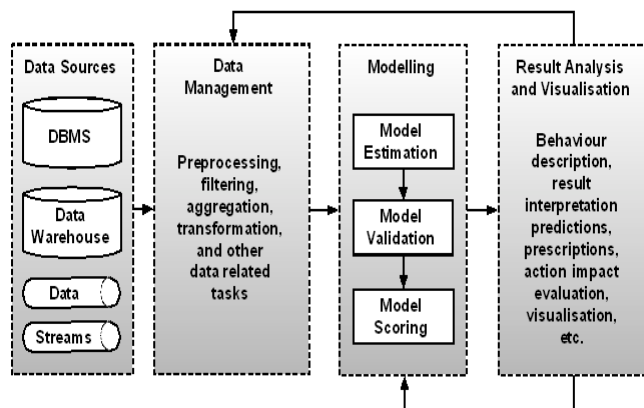 Data Sources
DBMS
Data
Warehouse
Data
Streams
Data
Management
Preprocessing,
filtering,
aggregation,
transformation,
and other
data related
tasks
Modelling
Model
Estimation
Model
Validation
Model
Scoring
Result Analysis
and Visualisation
Behaviour
description,
result
interpretation
predictions,
prescriptions,
action impact
evaluation,
visualisation,
etc.